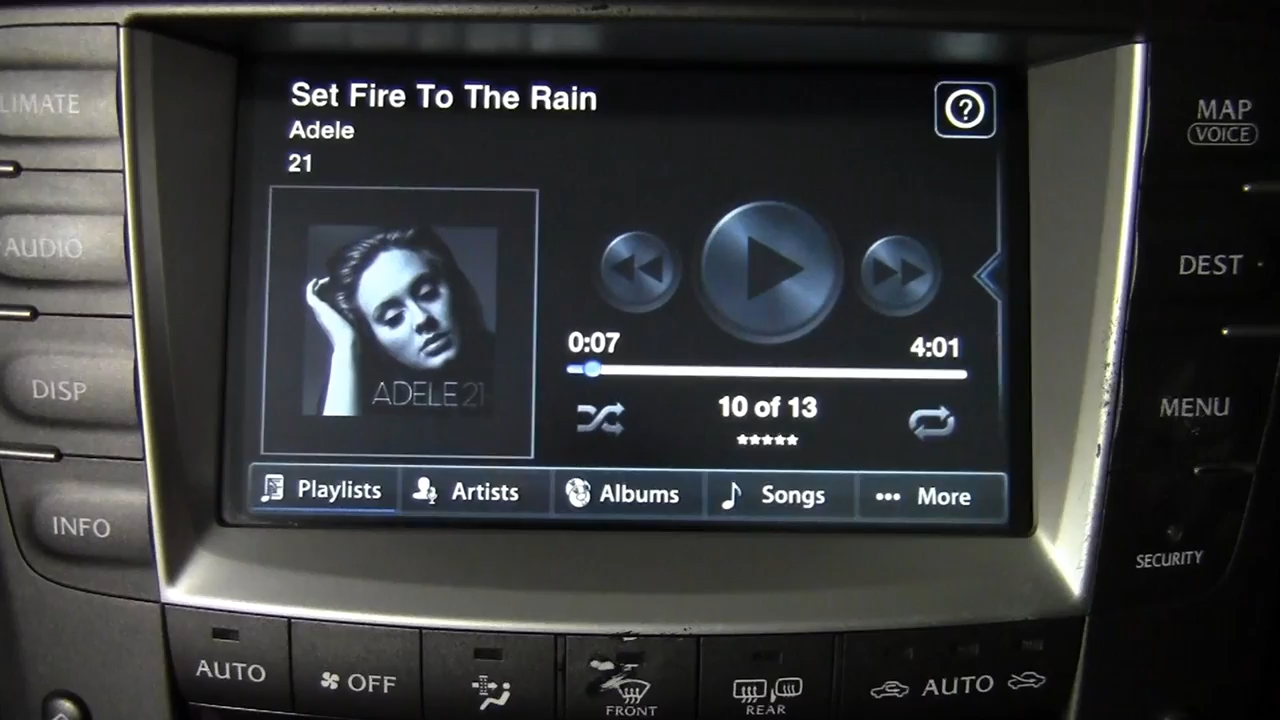 Set Fire To The Rain
Adele
21
?
ADELE 21
0:07
4:01
10 of 13
★★★★★
Playlists
Artists
Albums
Songs
••• More
LIMATE
AUDIO
DISP
INFO
MAP
VOICE
DEST
MENU
SECURITY
AUTO
OFF
FRONT
REAR
AUTO